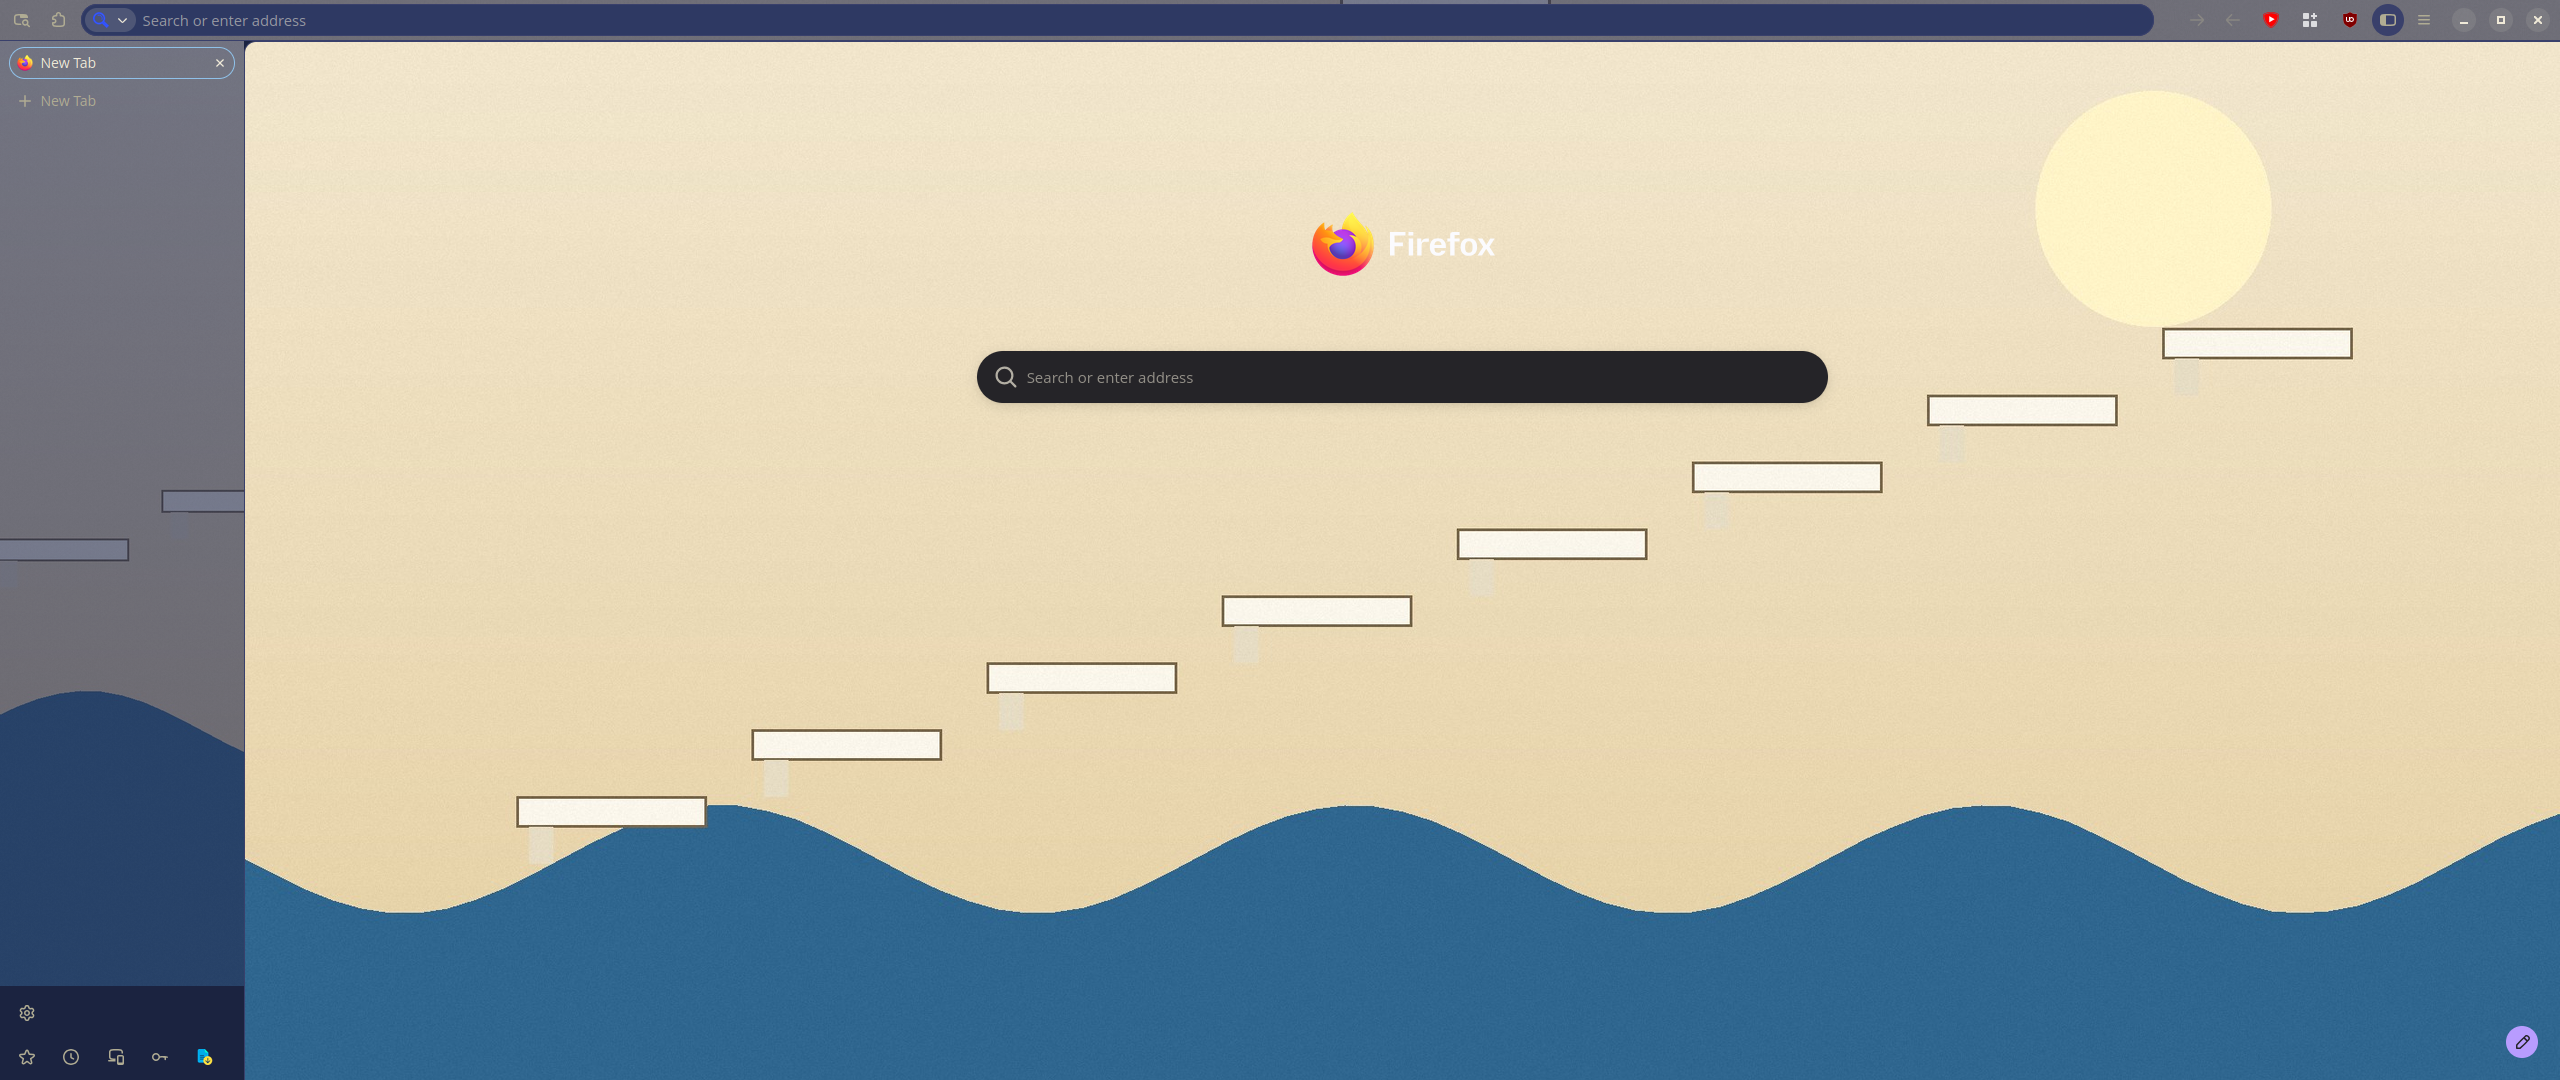 Search or enter address
New Tab
New Tab
Firefox
Search or enter address